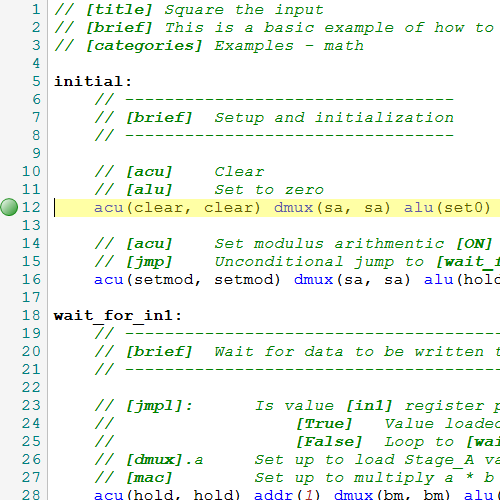 1 // [title] Square the input
2 // [brief] This is a basic example of how to
3 // [categories] Examples - math
4
5 initial:
6 // ---------------------------------
7 // [brief]  Setup and initialization
8 // ---------------------------------
9
10 // [acu]    Clear
11 // [alu]    Set to zero
12 acu(clear, clear) dmux(sa, sa) alu(set0)
13
14 // [acu]    Set modulus arithmentic [ON]
15 // [jmp]    Unconditional jump to [wait_f
16 acu(setmod, setmod) dmux(sa, sa) alu(hold
17
18 wait_for_in1:
19 // --------------------------------------
20 // [brief]  Wait for data to be written t
21 // --------------------------------------
22
23 // [jmpl]:      Is value [in1] register p
24 //                  [True]   Value loaded
25 //                  [False]  Loop to [wai
26 // [dmux].a     Set up to load Stage_A va
27 // [mac]        Set up to multiply a * b
28 acu(hold, hold) addr(1) dmux(bm, bm) alu(